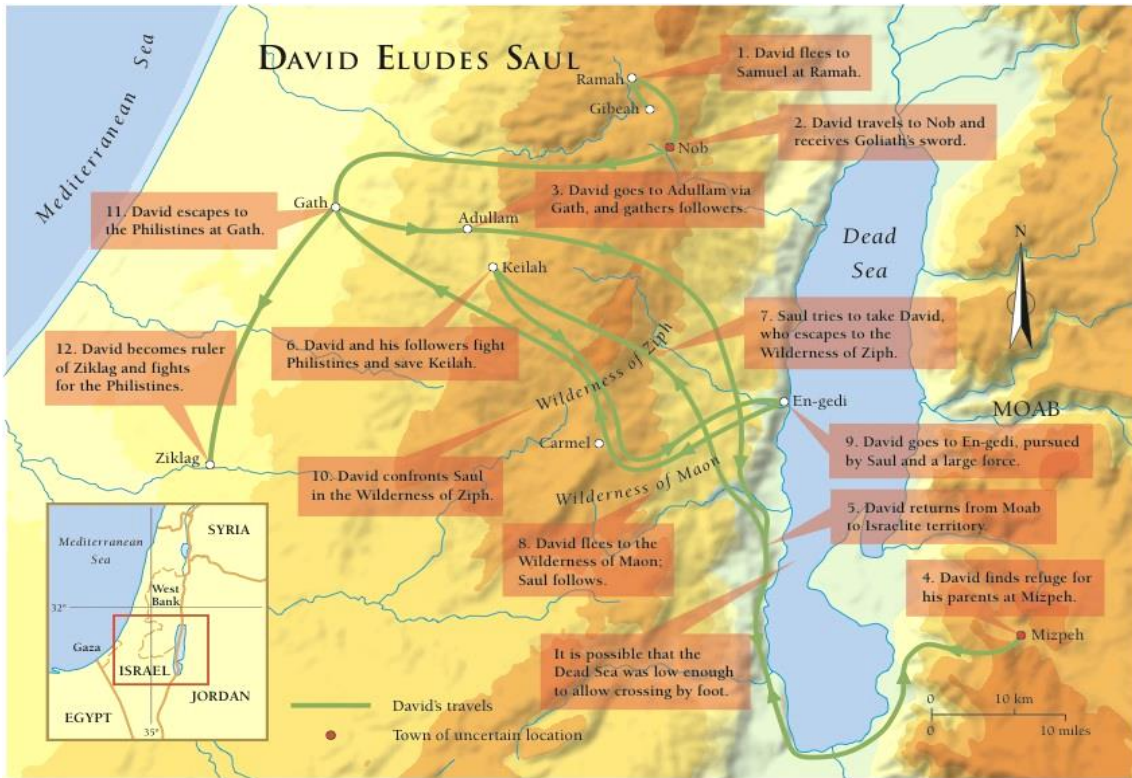 DAVID ELUDES SAUL
Mediterranean Sea
1. David flees to
Samuel at Ramah.
Ramah
Gibeah
2. David travels to Nob and
receives Goliath's sword.
Nob
3. David goes to Adullam via
Gath, and gathers followers.
Gath
Adullam
11. David escapes to
the Philistines at Gath.
Keilah
Dead
Sea
N
7. Saul tries to take David,
who escapes to the
Wilderness of Ziph.
6. David and his followers fight
Philistines and save Keilah.
12. David becomes ruler
of Ziklag and fights
for the Philistines.
Wilderness of Ziph
En-gedi
MOAB
Carmel
9. David goes to En-gedi, pursued
by Saul and a large force.
Ziklag
10. David confronts Saul
in the Wilderness of Ziph.
Wilderness of Maon
5. David returns from Moab
to Israelite territory.
8. David flees to the
Wilderness of Maon;
Saul follows.
4. David finds refuge for
his parents at Mizpeh.
Mizpeh
It is possible that the
Dead Sea was low enough
to allow crossing by foot.
0 10 km
0 10 miles
David's travels
Town of uncertain location
Mediterranean
Sea
SYRIA
West
Bank
32°
Gaza
ISRAEL
JORDAN
EGYPT
35°